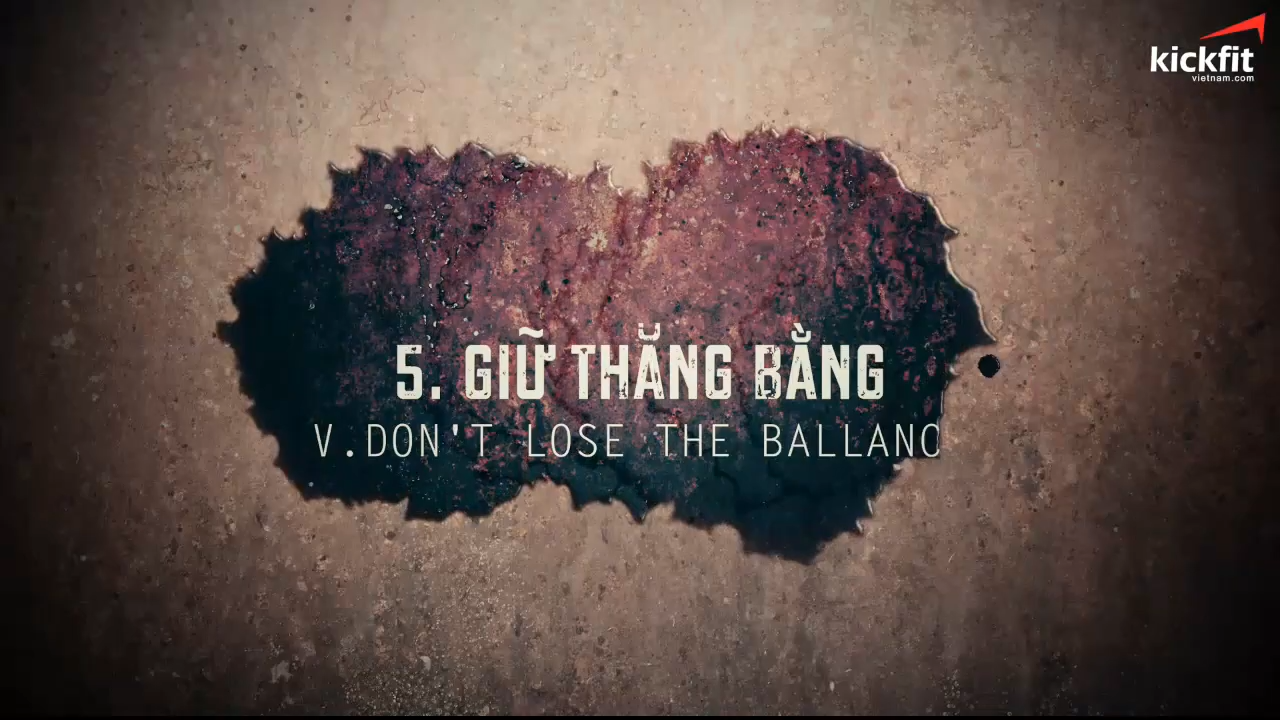 kickfit
vietnam.com
5. GIỮ THĂNG BẰNG
V.DON'T LOSE THE BALLANC